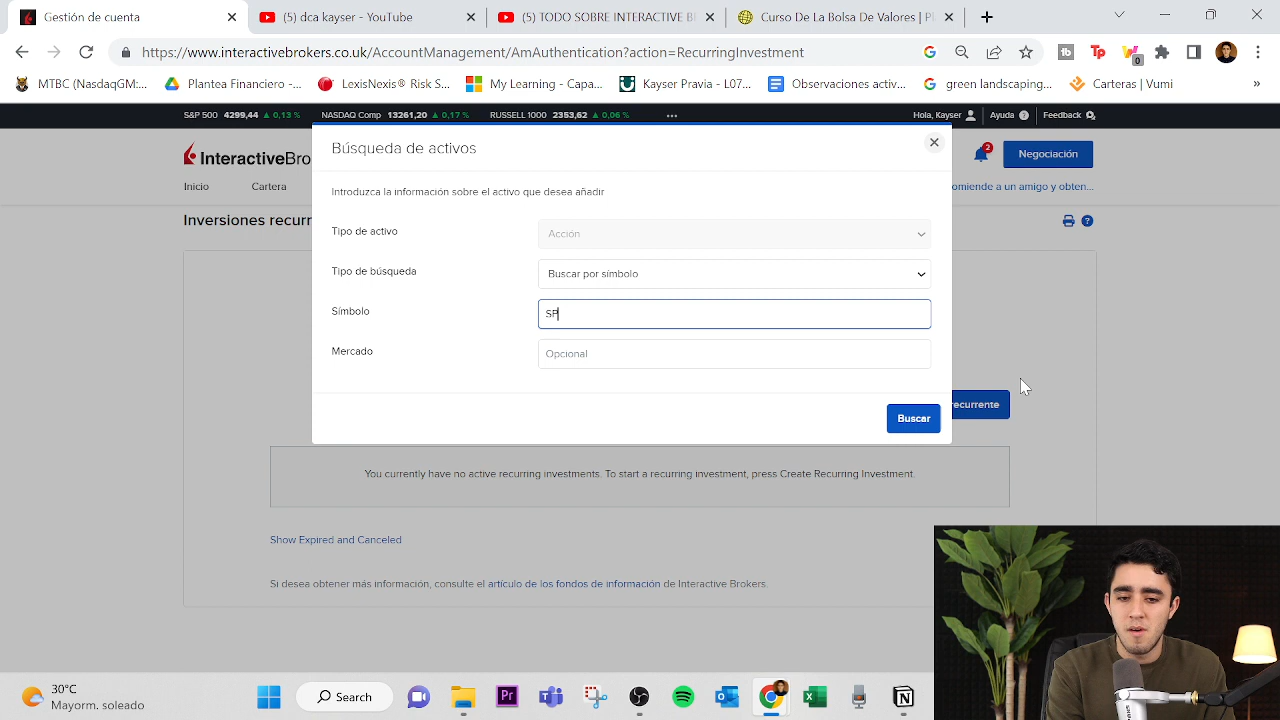 Gestión de cuenta
(5) dca kayser - YouTube
(5) TODO SOBRE INTERACTIVE B
Curso De La Bolsa De Valores | P
https://www.interactivebrokers.co.uk/AccountManagement/AmAuthentication?action=RecurringInvestment
MTBC (NasdaqGM:...
Plantea Financiero -...
LexisNexis® Risk S...
My Learning - Capa...
Kayser Pravia - L07...
Observaciones activ...
green landscaping...
Carteras | Vumi
»
S&P 500 4299,44 ▲ 0,13 %
NASDAQ Comp 13261,20 ▲ 0,17 %
RUSSELL 1000 2353,62 ▲ 0,06 %
Hola, Kayser
Ayuda
Feedback
InteractiveBro
Búsqueda de activos
2
Negociación
Inicio
Cartera
omiende a un amigo y obten...
Introduzca la información sobre el activo que desea añadir
Inversiones recurr
Tipo de activo
Acción
Tipo de búsqueda
Buscar por símbolo
Símbolo
SP
Mercado
Opcional
recurrente
Buscar
You currently have no active recurring investments. To start a recurring investment, press Create Recurring Investment.
Show Expired and Canceled
Si desea obtener más información, consulte el artículo de los fondos de información de Interactive Brokers.
30°C
Mayorm. soleado
Search